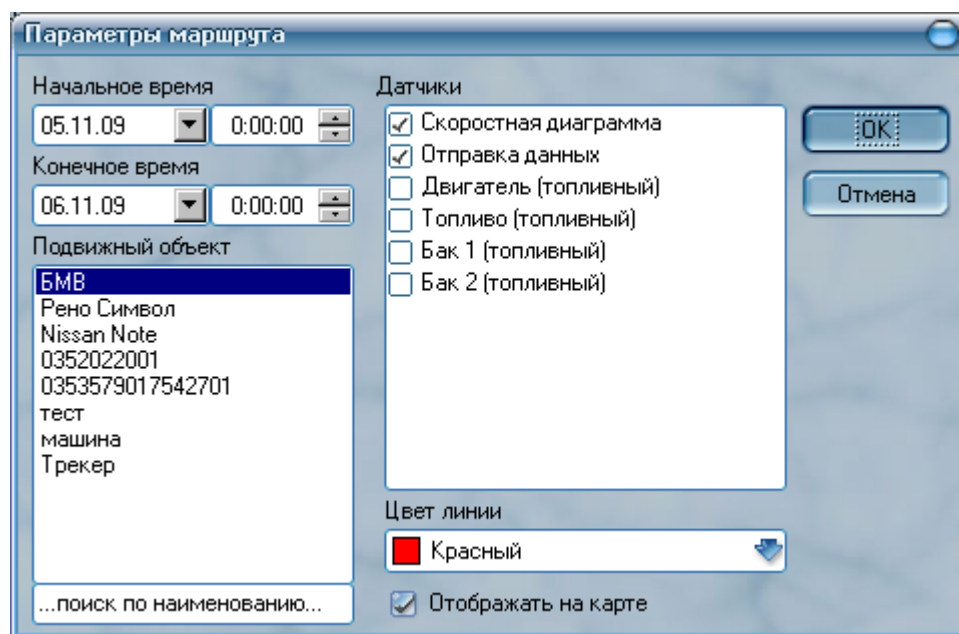 Параметры маршрута
Начальное время
05.11.09 0:00:00
Конечное время
06.11.09 0:00:00
Подвижный объект
БМВ
Рено Символ
Nissan Note
0352022001
0353579017542701
тест
машина
Трекер
...поиск по наименованию...
Датчики
Скоростная диаграмма
Отправка данных
Двигатель (топливный)
Топливо (топливный)
Бак 1 (топливный)
Бак 2 (топливный)
Цвет линии
Красный
Отображать на карте
OK
Отмена